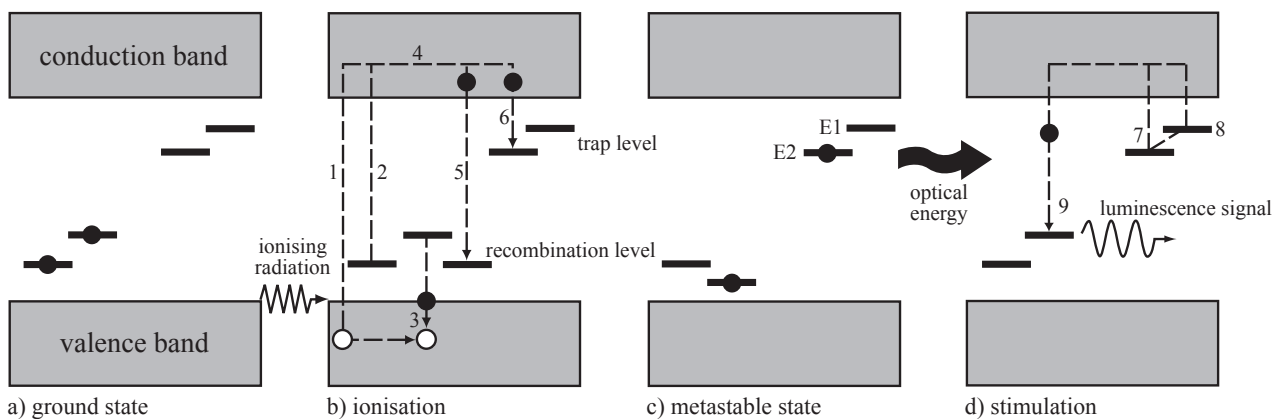 conduction band
valence band
a) ground state
ionising
radiation
4
1
2
5
6
3
trap level
recombination level
b) ionisation
E1
E2
c) metastable state
optical
energy
7
8
9
luminescence signal
d) stimulation